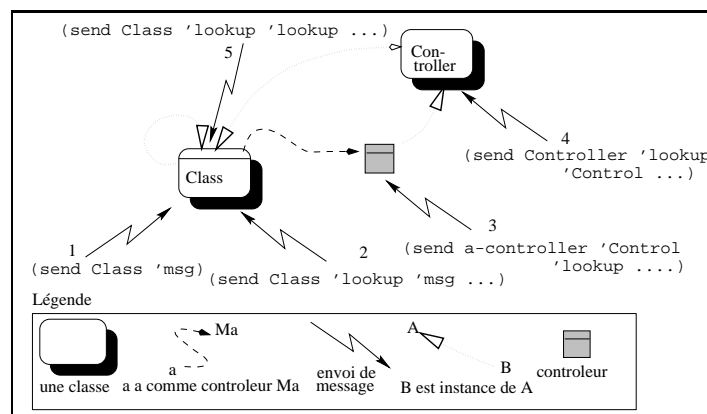 (send Class 'lookup 'lookup ...)
5
Con-
troller
4
(send Controller 'lookup
'Control ...)
Class
3
(send a-controller 'Control
'lookup ....)
1
(send Class 'msg)
2
(send Class 'lookup 'msg ...)
Légende
une classe
a
Ma
a a comme controleur Ma
envoi de
message
A
B
B est instance de A
controleur